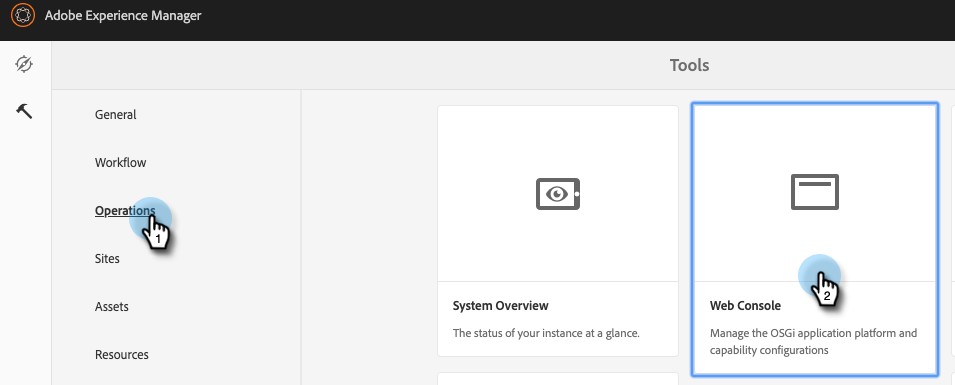 Adobe Experience Manager
Tools
General
Workflow
Operations
1
Sites
Assets
Resources
System Overview
The status of your instance at a glance.
2
Web Console
Manage the OSGi application platform and
capability configurations